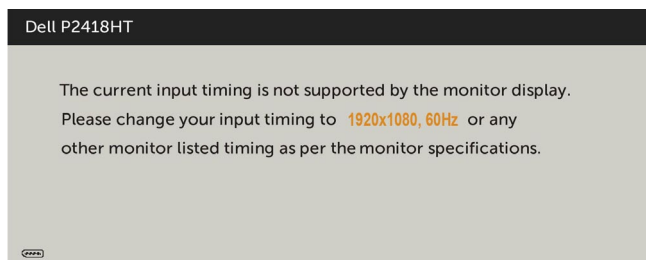 Dell P2418HT
The current input timing is not supported by the monitor display.
Please change your input timing to 1920x1080, 60Hz or any
other monitor listed timing as per the monitor specifications.